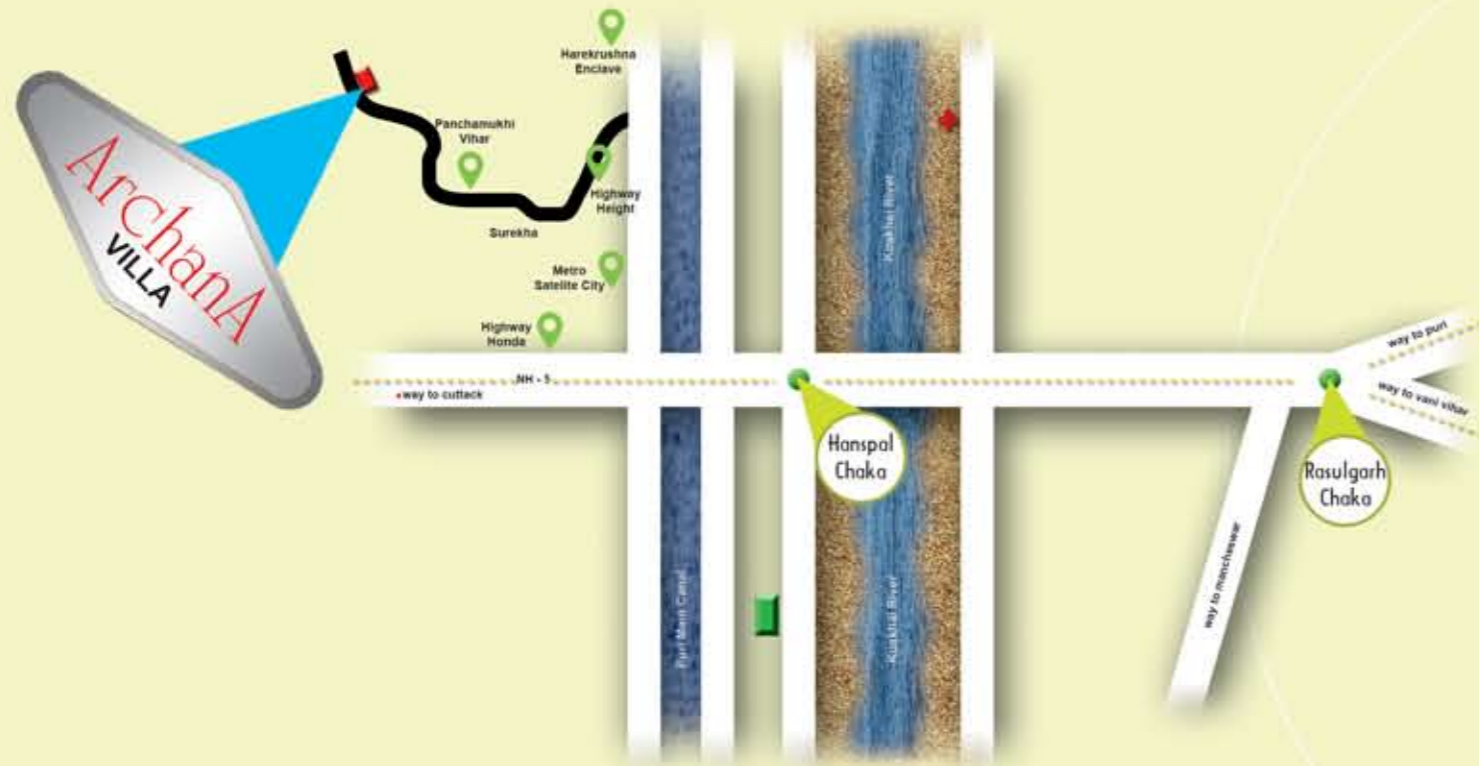 Harekrushna
Enclave
Panchamukhi
Vihar
Highway
Height
Surekha
Metro
Satelite City
Highway
Honda
ArchanA
VILLA
NH - 5
way to cuttack
Kuakhai River
Puri Main Canal
Kuakhai River
Hanspal
Chaka
Rasulgarh
Chaka
way to puri
way to vani vihar
way to mancheswar